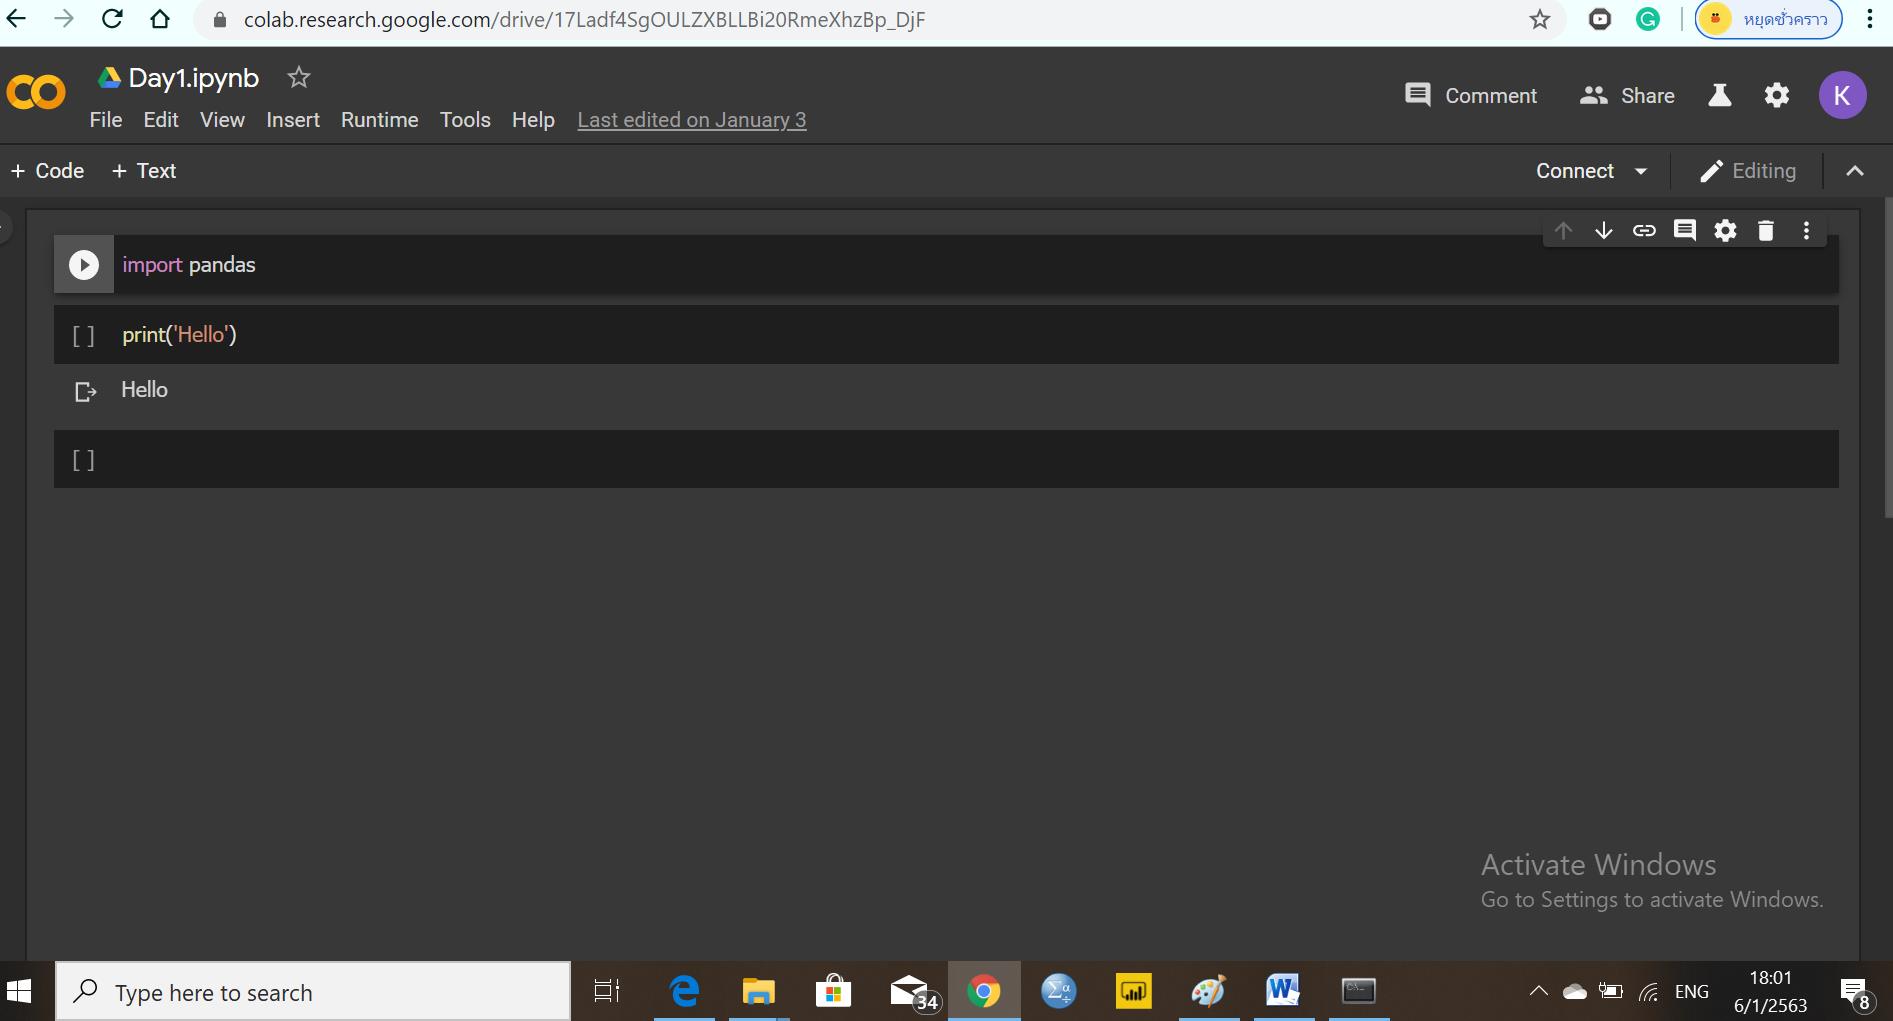 colab.research.google.com/drive/17Ladf4SgOULZXBLLBi20RmeXhzBp_DjF
หยุดชั่วคราว
Day1.ipynb
Comment Share K
File Edit View Insert Runtime Tools Help Last edited on January 3
+ Code + Text Connect Editing
import pandas
[ ] print('Hello')
Hello
[ ]
Activate Windows
Go to Settings to activate Windows.
Type here to search
34
ENG
18:01
6/1/2563
8